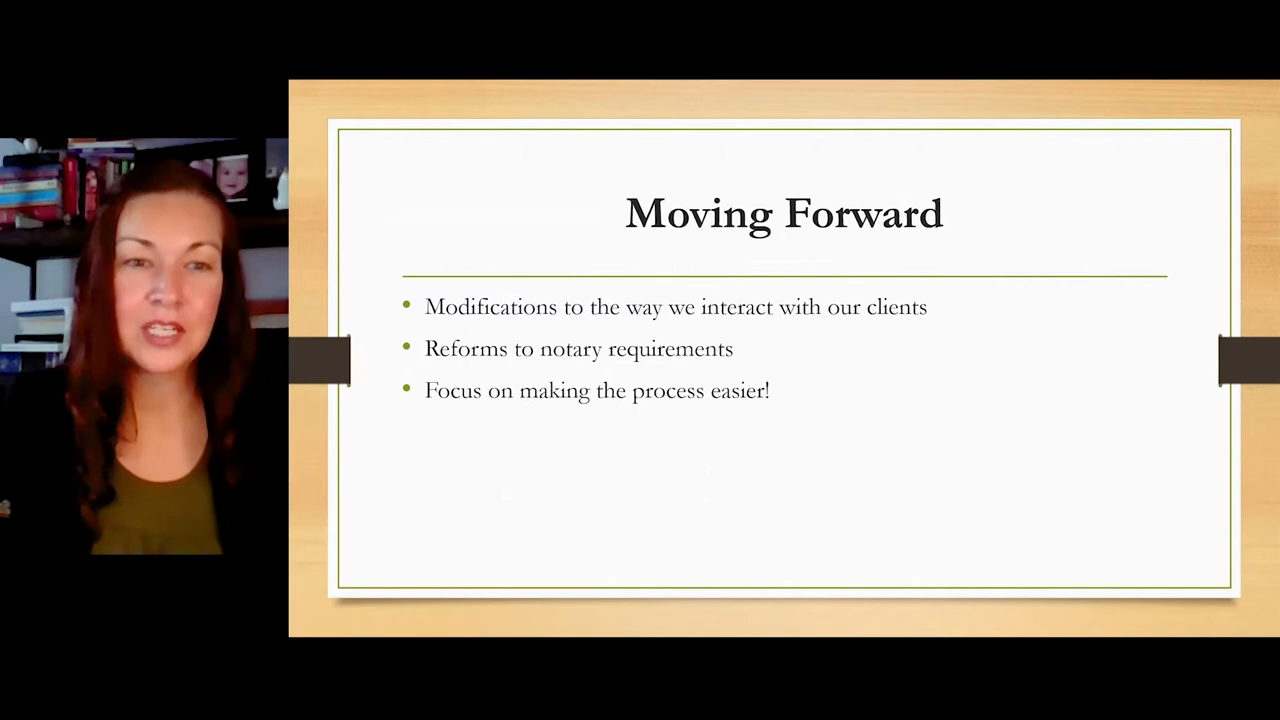 Moving Forward
Modifications to the way we interact with our clients
Reforms to notary requirements
Focus on making the process easier!